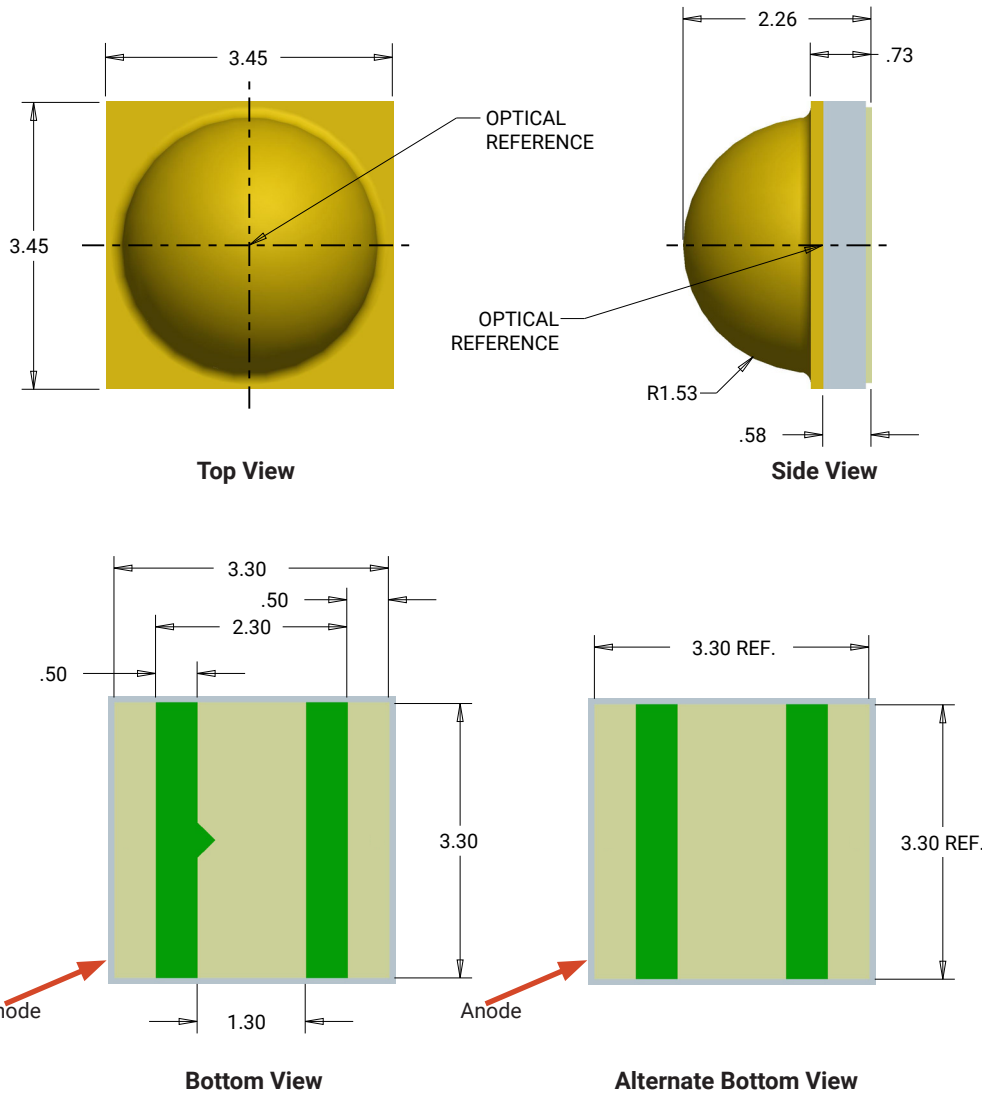 3.45
2.26
.73
OPTICAL
REFERENCE
3.45
OPTICAL
REFERENCE
R1.53
.58
Top View
Side View
3.30
.50
2.30
.50
3.30 REF.
3.30
3.30 REF.
node
Anode
1.30
Bottom View
Alternate Bottom View